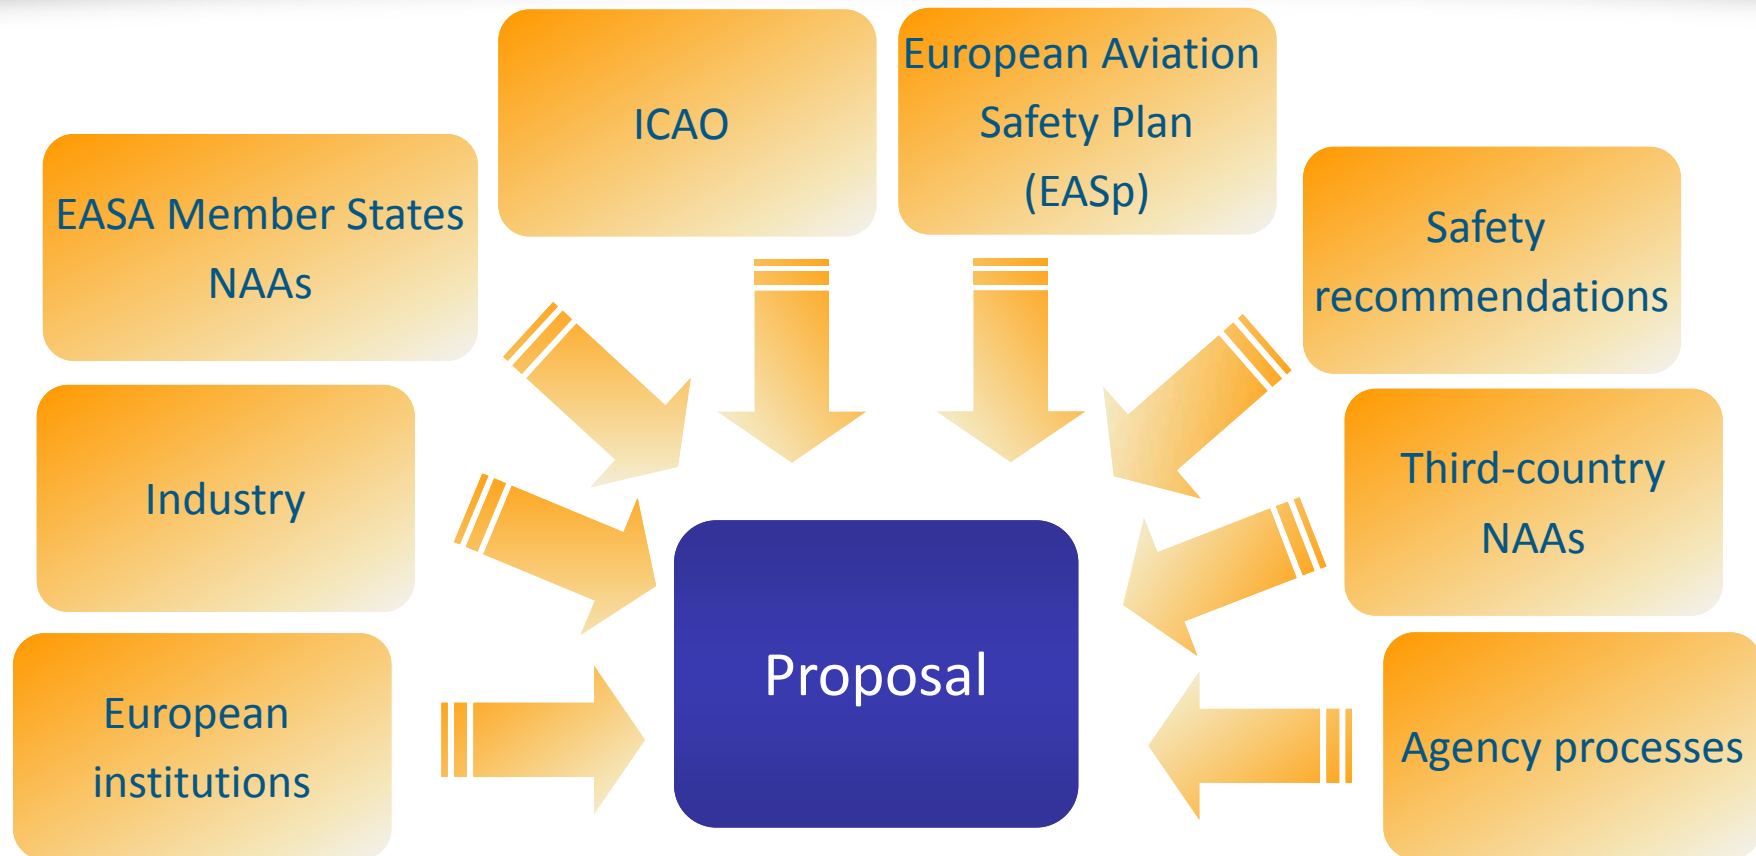 ICAO
European Aviation
Safety Plan
(EASp)
EASA Member States
NAAs
Safety
recommendations
Industry
Third-country
NAAs
European
institutions
Proposal
Agency processes